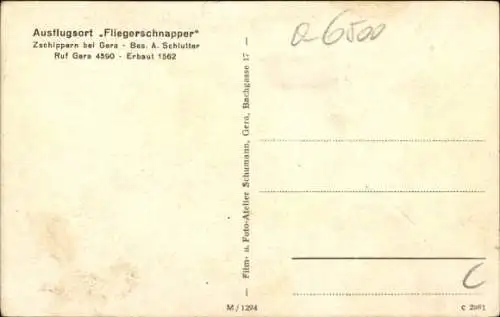 Ausflugsort „Fliegerschnapper"
Zschippern bei Gera - Bes. A. Schlutter
Ruf Gera 4590 - Erbaut 1562
o-6500
— Film- u. Foto-Atelier Schumann, Gera, Bachgasse 17 —
C
M/1294